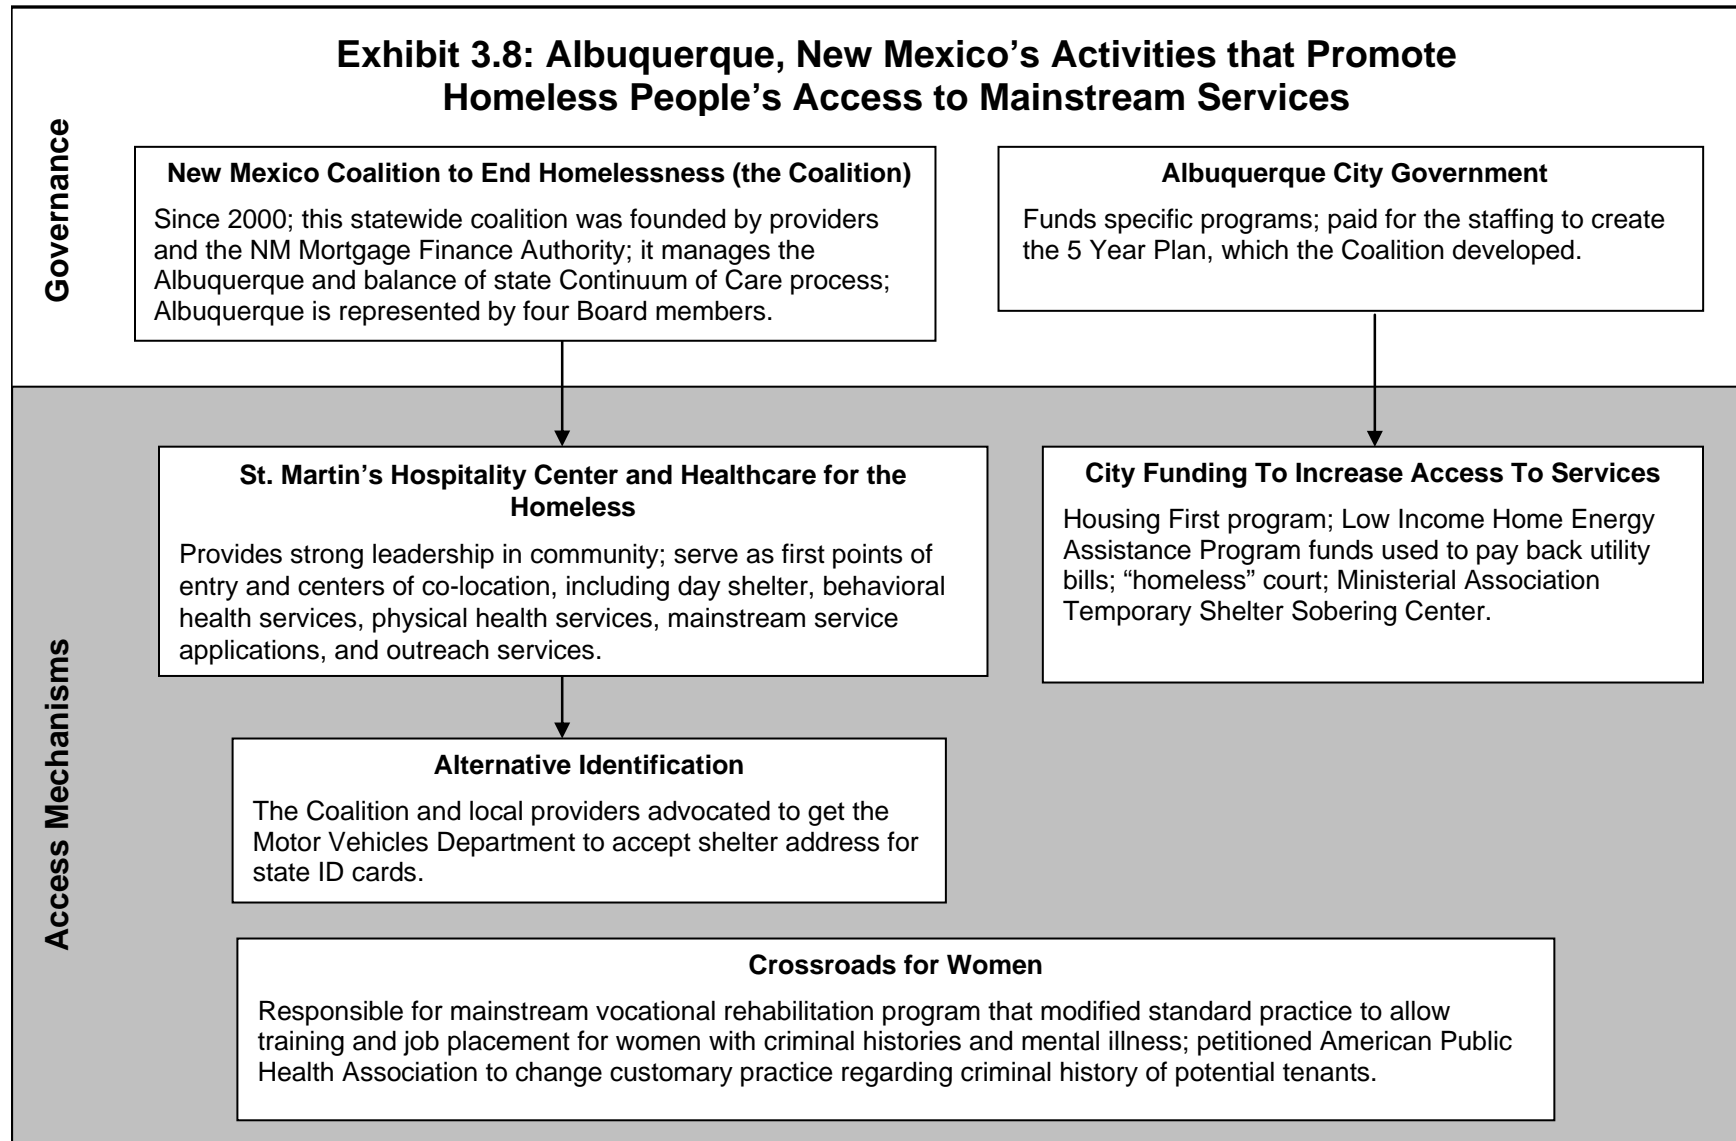 Exhibit 3.8: Albuquerque, New Mexico’s Activities that Promote
Homeless People’s Access to Mainstream Services
Governance
New Mexico Coalition to End Homelessness (the Coalition)
Since 2000; this statewide coalition was founded by providers
and the NM Mortgage Finance Authority; it manages the
Albuquerque and balance of state Continuum of Care process;
Albuquerque is represented by four Board members.
Albuquerque City Government
Funds specific programs; paid for the staffing to create
the 5 Year Plan, which the Coalition developed.
Access Mechanisms
St. Martin’s Hospitality Center and Healthcare for the
Homeless
Provides strong leadership in community; serve as first points of
entry and centers of co-location, including day shelter, behavioral
health services, physical health services, mainstream service
applications, and outreach services.
City Funding To Increase Access To Services
Housing First program; Low Income Home Energy
Assistance Program funds used to pay back utility
bills; “homeless” court; Ministerial Association
Temporary Shelter Sobering Center.
Alternative Identification
The Coalition and local providers advocated to get the
Motor Vehicles Department to accept shelter address for
state ID cards.
Crossroads for Women
Responsible for mainstream vocational rehabilitation program that modified standard practice to allow
training and job placement for women with criminal histories and mental illness; petitioned American Public
Health Association to change customary practice regarding criminal history of potential tenants.